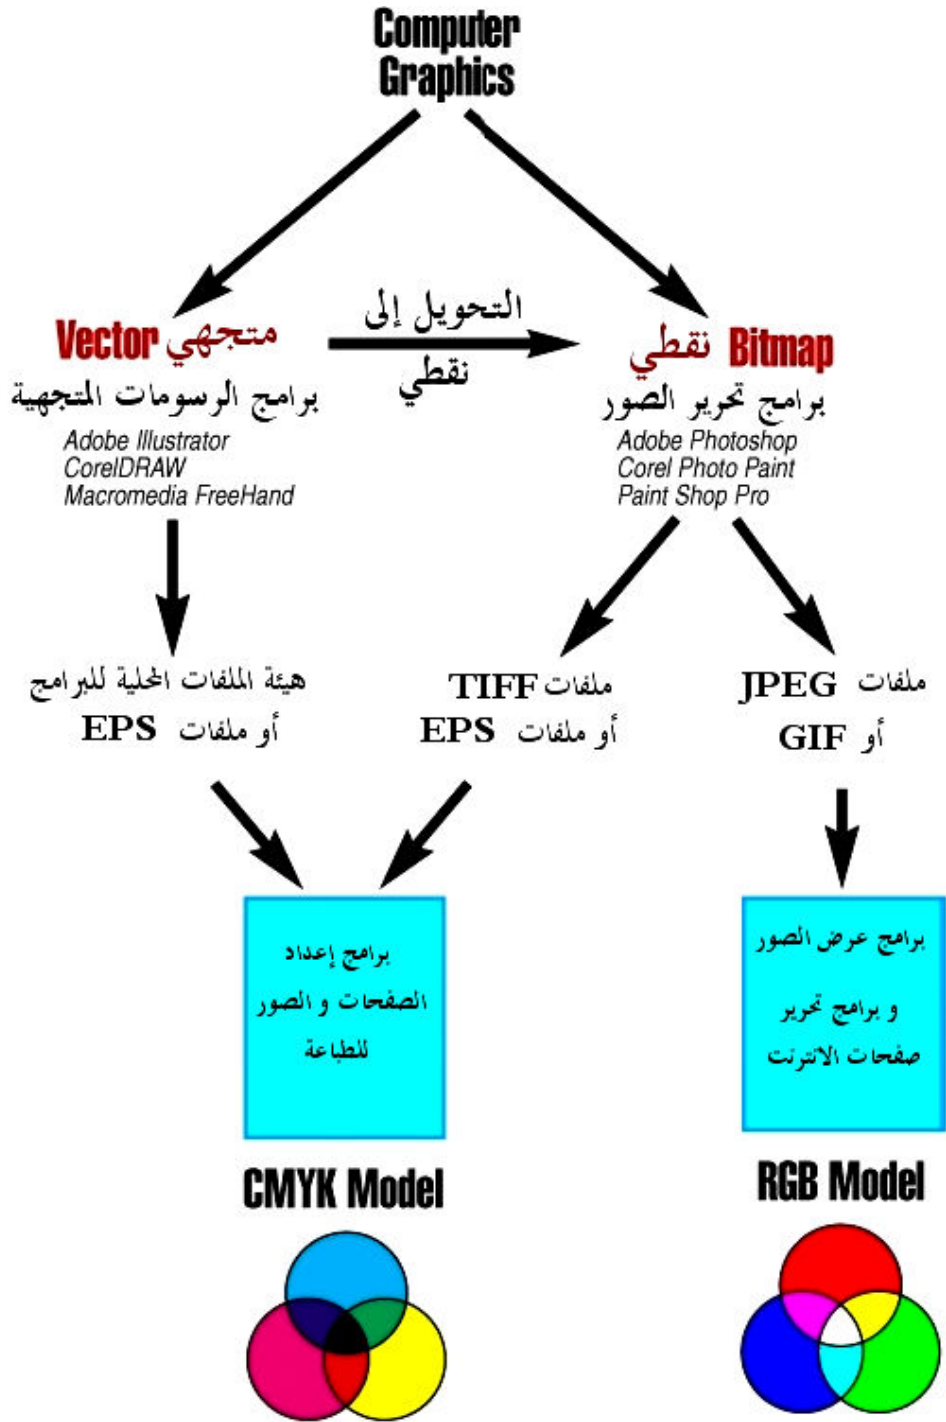 Computer
Graphics
Vector متجهي
التحويل إلى
نقطي
نقطي Bitmap
برامج الرسومات المتجهية
Adobe Illustrator
CorelDRAW
Macromedia FreeHand
برامج تحرير الصور
Adobe Photoshop
Corel Photo Paint
Paint Shop Pro
هيئة الملفات المحلية للبرامج
أو ملفات EPS
ملفات TIFF
أو ملفات EPS
ملفات JPEG
أو GIF
برامج إعداد
الصفحات و الصور
للطباعة
برامج عرض الصور
و برامج تحرير
صفحات الانترنت
CMYK Model
RGB Model